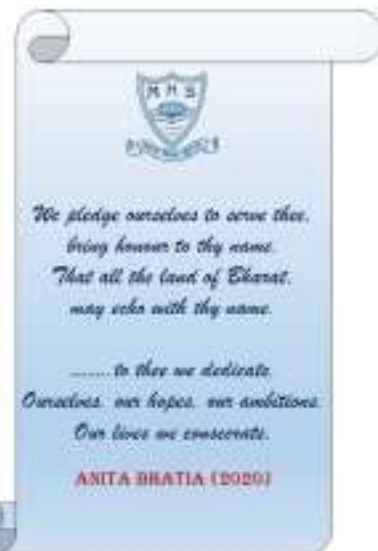 M H S
We pledge ourselves to serve thee,
bring honour to thy name.
That all the land of Bharat,
may echo with thy name.
.......to thee we dedicate
Ourselves, our hopes, our ambitions.
Our lives we consecrate.
ANITA BHATIA (2020)